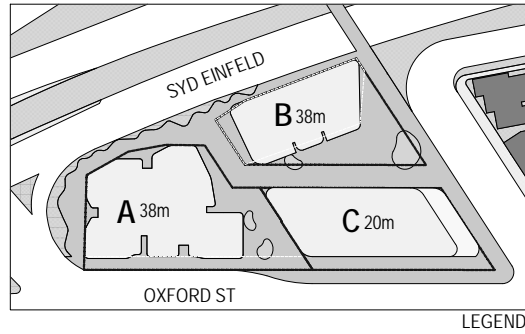 SYD EINFELD
B 38m
A 38m
C 20m
OXFORD ST
LEGEND